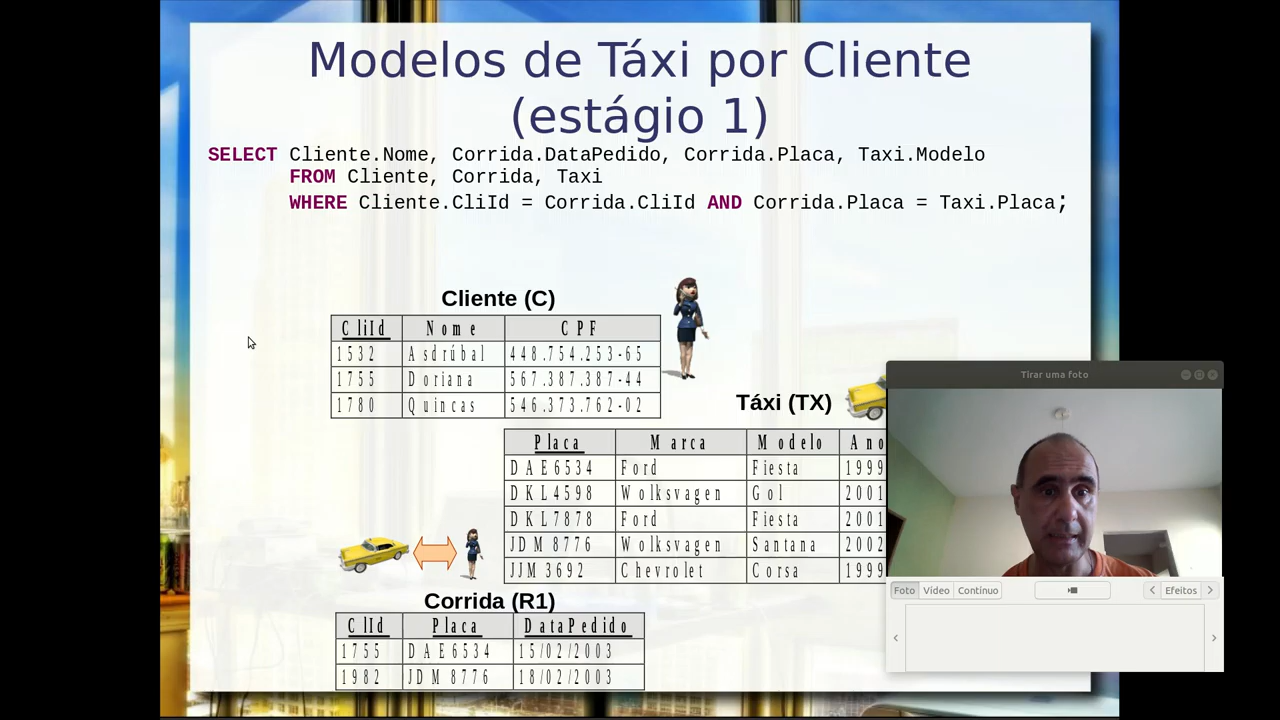 Modelos de Táxi por Cliente
(estágio 1)
SELECT Cliente.Nome, Corrida.DataPedido, Corrida.Placa, Taxi.Modelo
FROM Cliente, Corrida, Taxi
WHERE Cliente.CliId = Corrida.CliId AND Corrida.Placa = Taxi.Placa;
Cliente (C)
CliId Nome CPF
1532 Asdrúbal 448.754.253-65
1755 Doriana 567.387.387-44
1780 Quincas 546.373.762-02
Táxi (TX)
Placa Marca Modelo Ano
DAE6534 Ford Fiesta 1999
DKL4598 Wolksvagen Gol 2001
DKL7878 Ford Fiesta 2001
JDM8776 Wolksvagen Santana 2002
JJM3692 Chevrolet Corsa 1999
Corrida (R1)
ClId Placa DataPedido
1755 DAE6534 15/02/2003
1982 JDM8776 18/02/2003
Tirar uma foto
Foto Vídeo Contínuo Efeitos